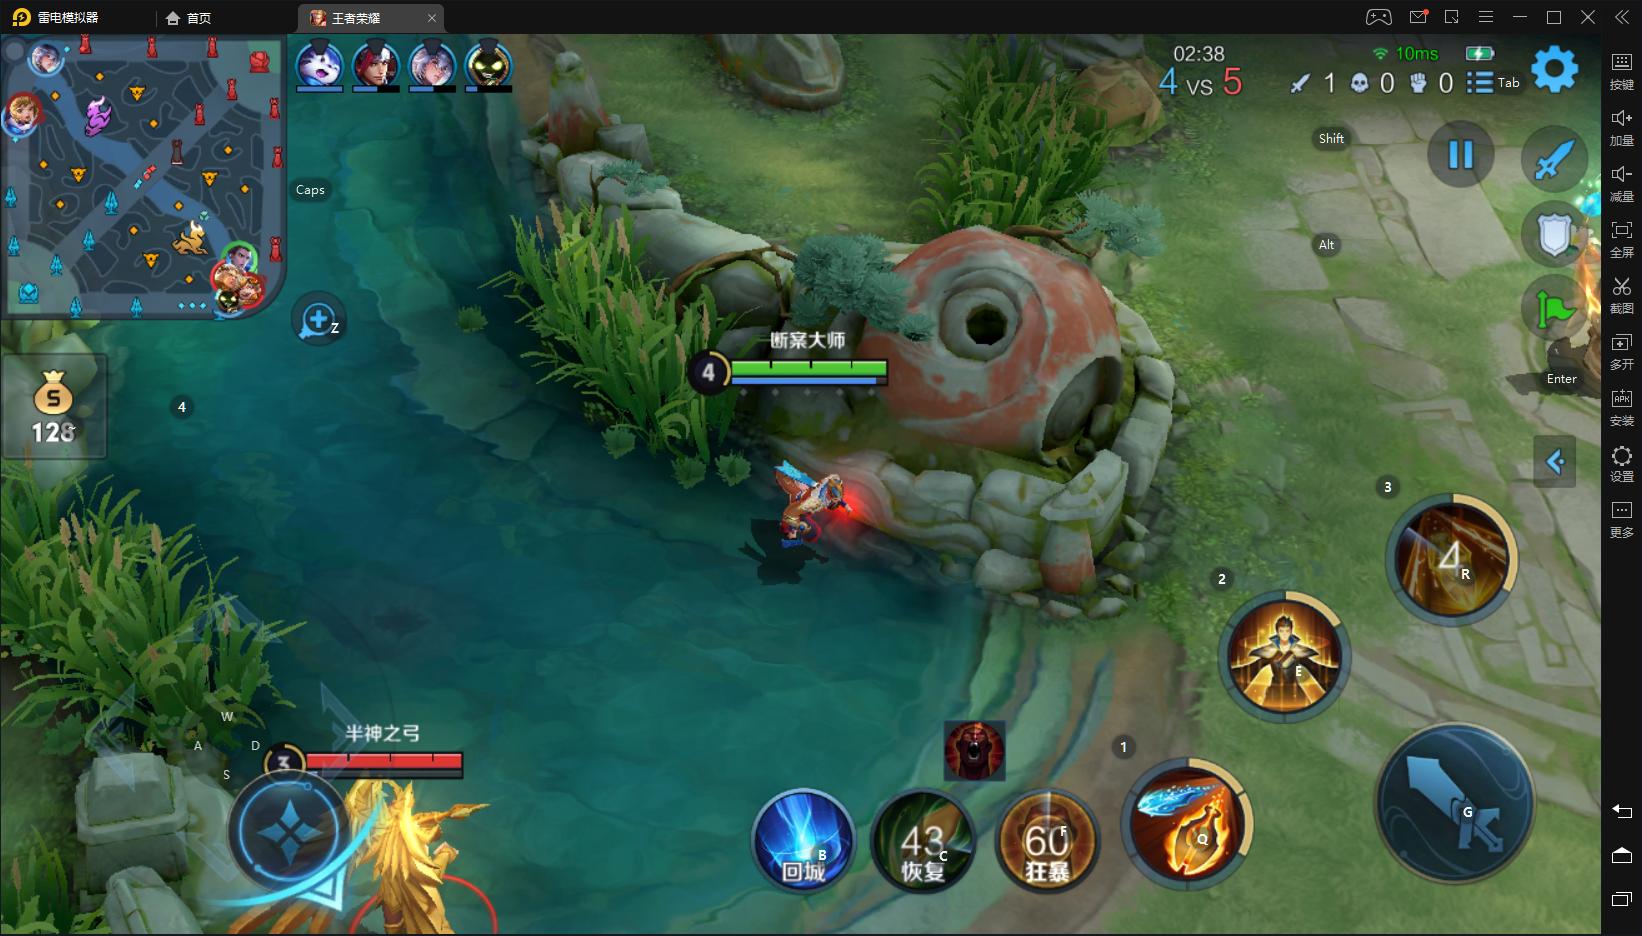 雷电模拟器
首页
王者荣耀
02:38
4 vs 5
10ms
1 0 0
Tab
Shift
Caps
Alt
Z
Enter
128
4
断案大师
4
3
4
R
2
E
W
A D
S
半神之弓
3
1
B
回城
43
C
恢复
60
F
狂暴
Q
G
按键
加量
减量
全屏
截图
多开
APK
安装
设置
更多